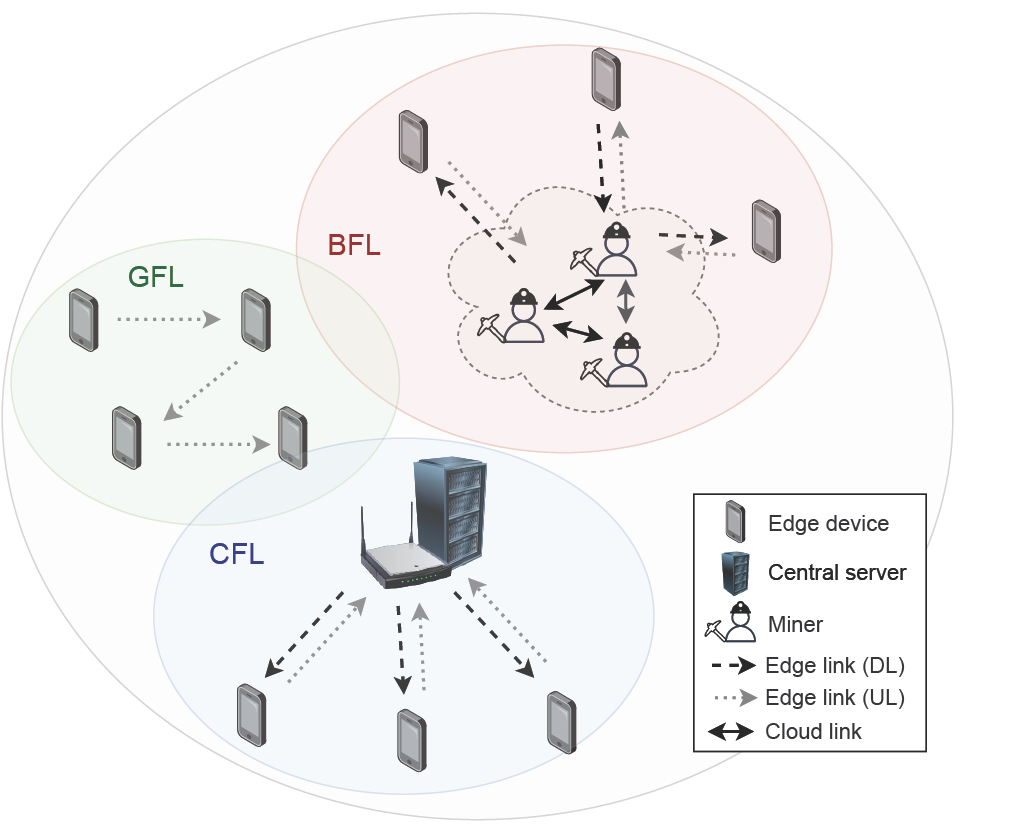 BFL
GFL
CFL
Edge device
Central server
Miner
Edge link (DL)
Edge link (UL)
Cloud link